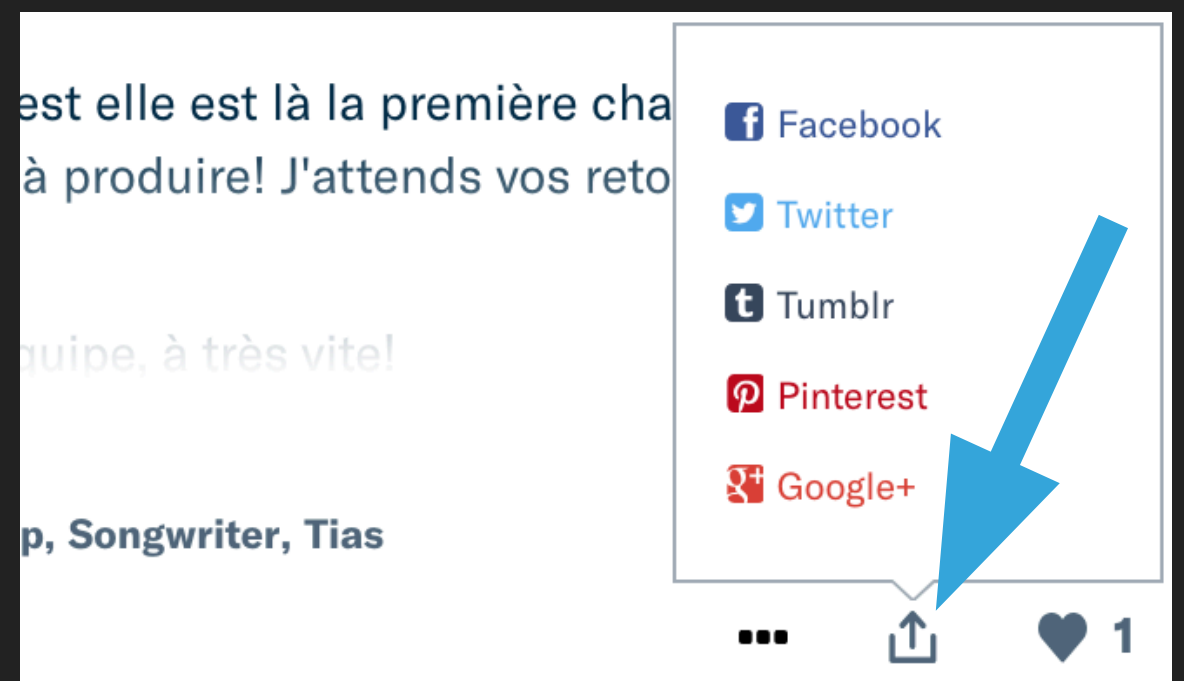 est elle est là la première cha
à produire! J'attends vos reto
quipe, à très vite!
p, Songwriter, Tias
Facebook
Twitter
Tumblr
Pinterest
Google+
1